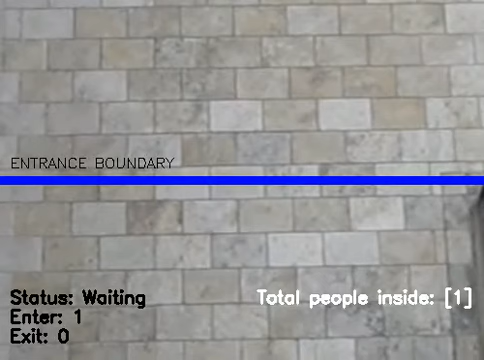 ENTRANCE BOUNDARY
Status: Waiting
Total people inside: [1]
Enter: 1
Exit: 0